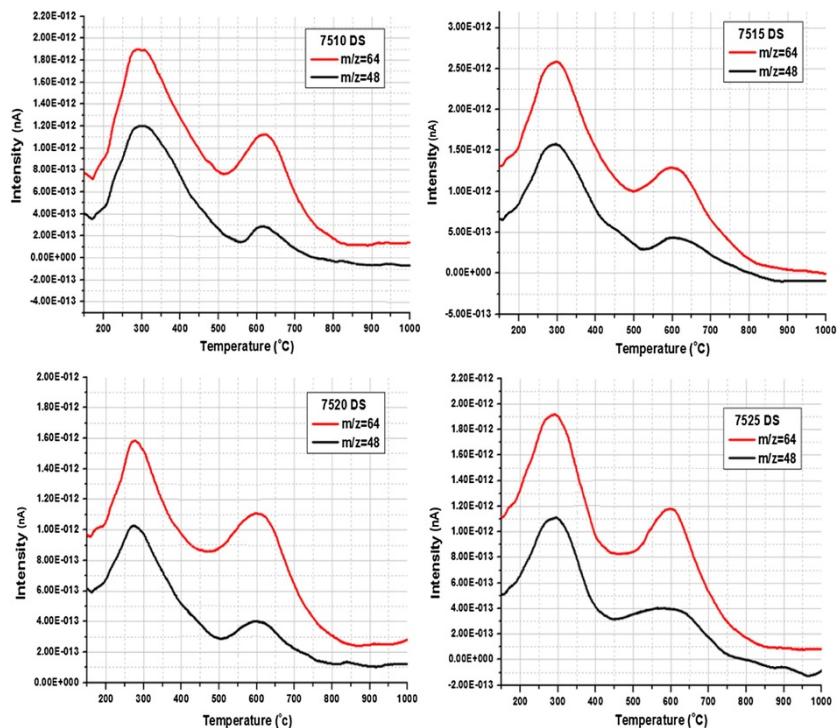 7510 DS
m/z=64
m/z=48
Intensity (nA)
2.20E-012
2.00E-012
1.80E-012
1.60E-012
1.40E-012
1.20E-012
1.00E-012
8.00E-013
6.00E-013
4.00E-013
2.00E-013
0.00E+000
-2.00E-013
-4.00E-013
200 300 400 500 600 700 800 900 1000
Temperature (°C)
7515 DS
m/z=64
m/z=48
Intensity (nA)
3.00E-012
2.50E-012
2.00E-012
1.50E-012
1.00E-012
5.00E-013
0.00E+000
-5.00E-013
200 300 400 500 600 700 800 900 1000
Temperature (°C)
7520 DS
m/z=64
m/z=48
Intensity (nA)
2.00E-012
1.80E-012
1.60E-012
1.40E-012
1.20E-012
1.00E-012
8.00E-013
6.00E-013
4.00E-013
2.00E-013
0.00E+000
200 300 400 500 600 700 800 900 1000
Temperature (°C)
7525 DS
m/z=64
m/z=48
Intensity (nA)
2.20E-012
2.00E-012
1.80E-012
1.60E-012
1.40E-012
1.20E-012
1.00E-012
8.00E-013
6.00E-013
4.00E-013
2.00E-013
0.00E+000
-2.00E-013
200 300 400 500 600 700 800 900 1000
Temperature (°C)